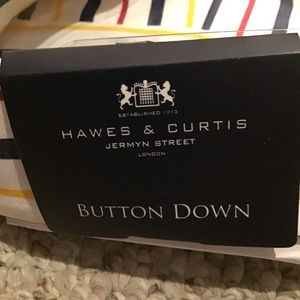 ESTABLISHED 1913
HAWES & CURTIS
JERMYN STREET
LONDON
BUTTON DOWN